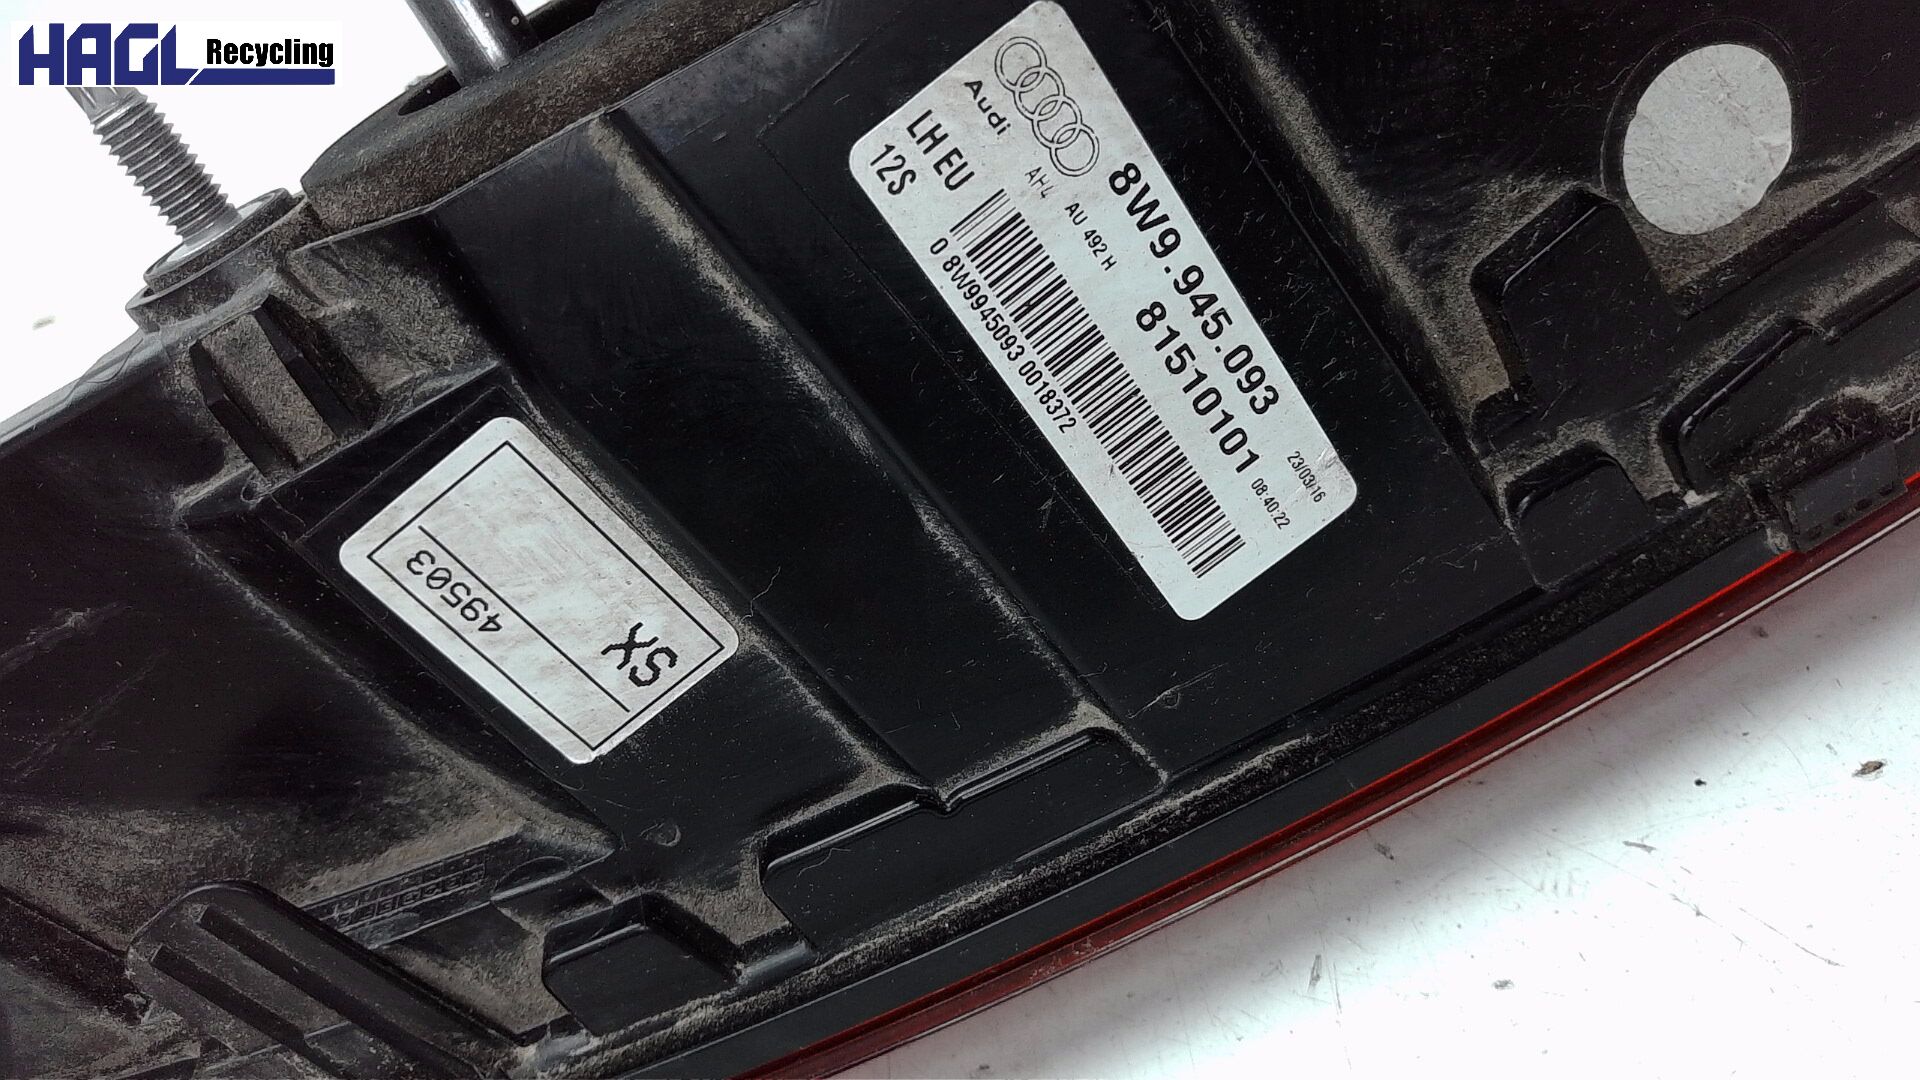 HAGL Recycling
Audi
8W9.945.093
23/03/16
LH EU
AU 492 H
81510101
08:40:22
12S
0 8W9945093 0018372
SX
49503